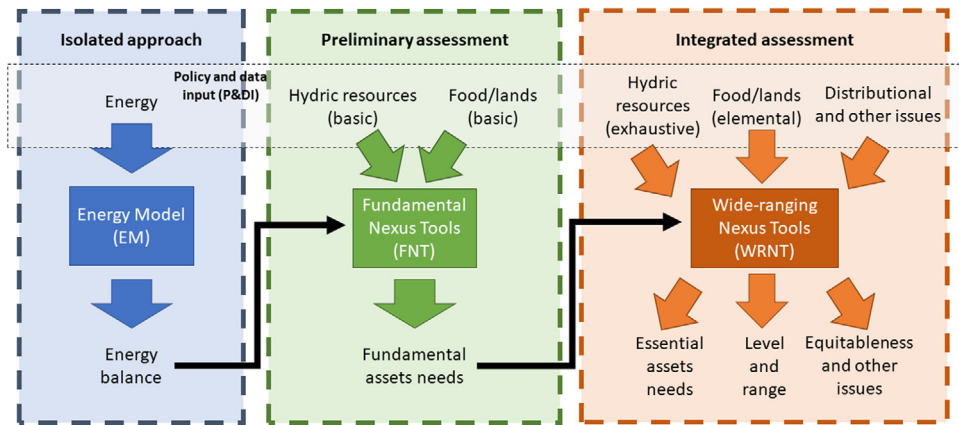 Isolated approach
Preliminary assessment
Integrated assessment
Policy and data
input (P&DI)
Energy
Energy Model
(EM)
Energy
balance
Hydric resources
(basic)
Food/lands
(basic)
Fundamental
Nexus Tools
(FNT)
Fundamental
assets needs
Hydric
resources
(exhaustive)
Food/lands
(elemental)
Distributional
and other issues
Wide-ranging
Nexus Tools
(WRNT)
Essential
assets
needs
Level
and
range
Equitableness
and other
issues